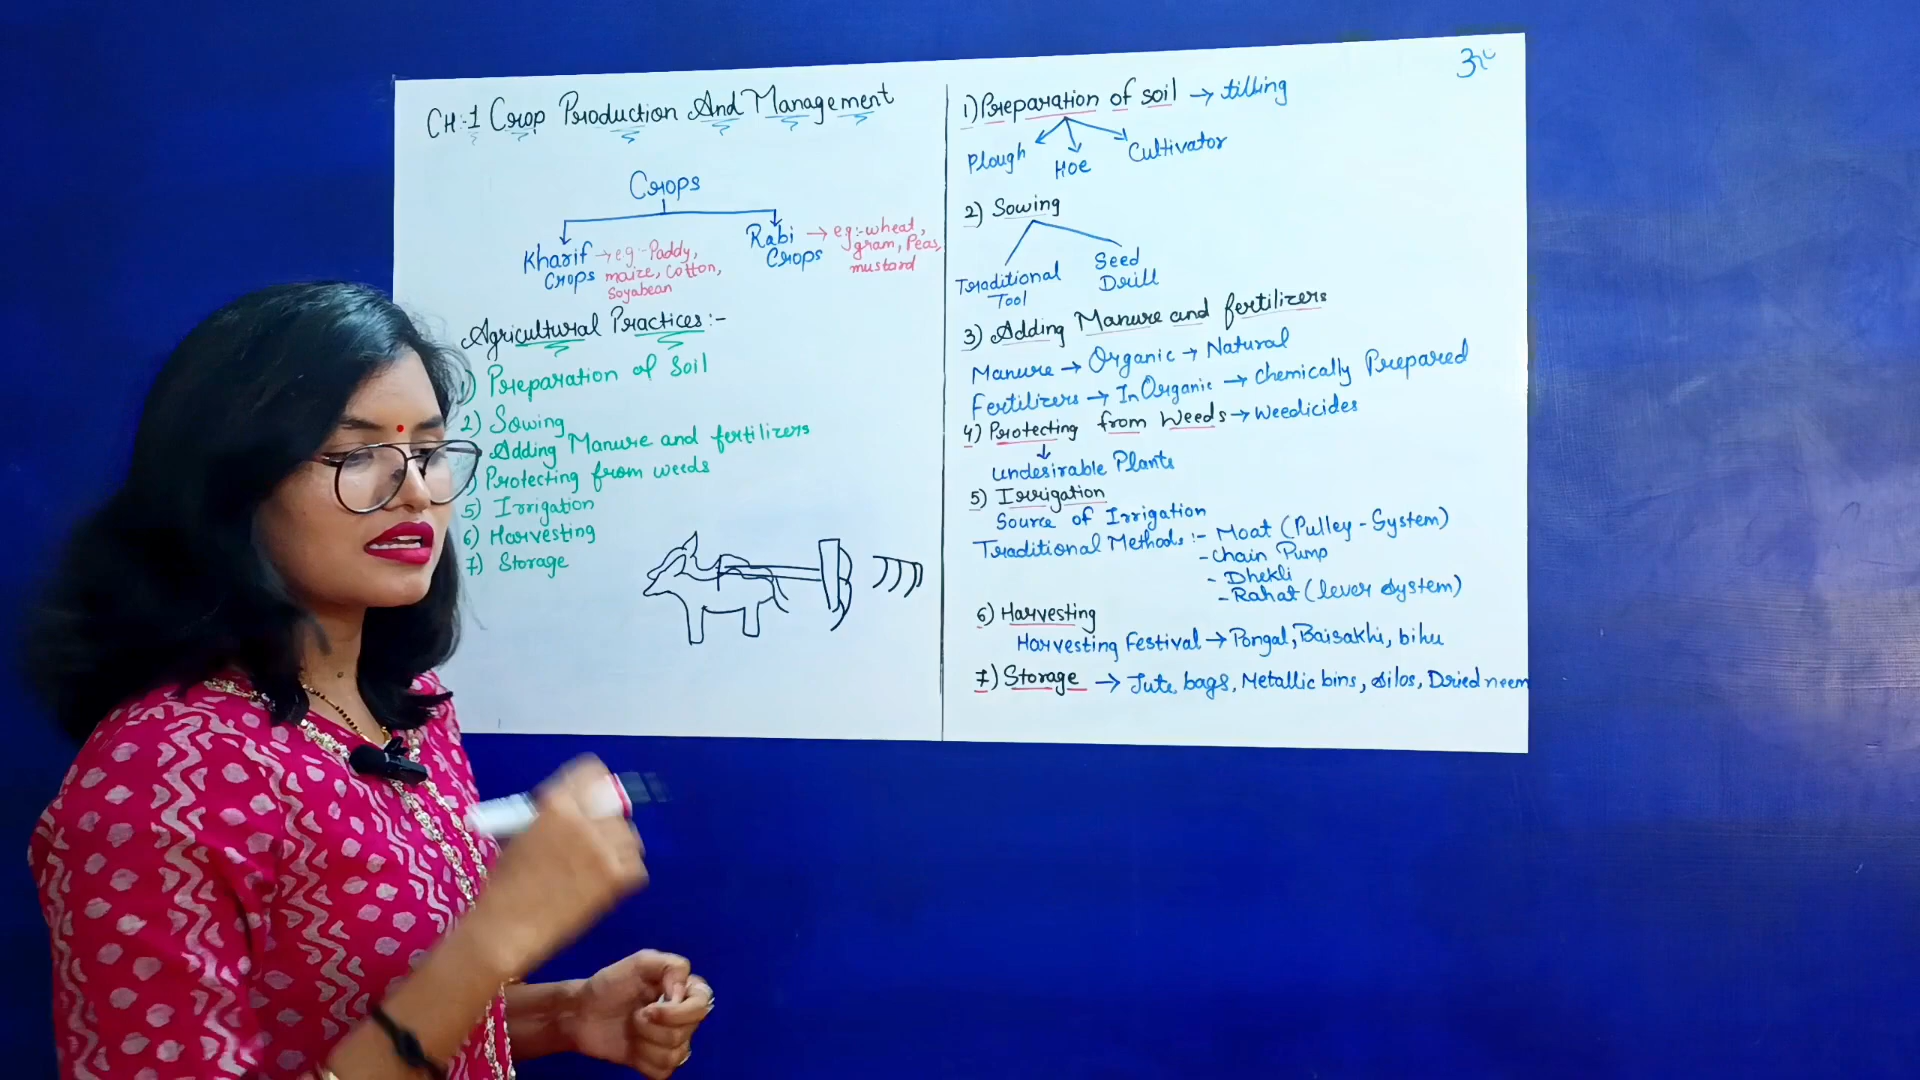 CH:-1 Crop Production And Management
Crops
Kharif Crops → e.g:- Paddy, maize, Cotton, Soyabean
Rabi Crops → eg:- wheat, gram, Peas, mustard
Agricultural Practices:-
1) Preparation of Soil
2) Sowing
Adding Manure and fertilizers
) Protecting from weeds
5) Irrigation
6) Harvesting
7) Storage
1) Preparation of soil → tilling
Plough Hoe Cultivator
2) Sowing
Traditional Tool
Seed Drill
3) Adding Manure and fertilizers
Manure → Organic → Natural
Fertilizers → InOrganic → Chemically Prepared
4) Protecting from Weeds → Weedicides
undesirable Plants
5) Irrigation
Source of Irrigation
Traditional Methods:- Moat (Pulley-System)
- Chain Pump
- Dhekli
- Rahat (lever system)
6) Harvesting
Harvesting Festival → Pongal, Baisakhi, bihu
7) Storage → Jute bags, Metallic bins, Silos, Dried neem